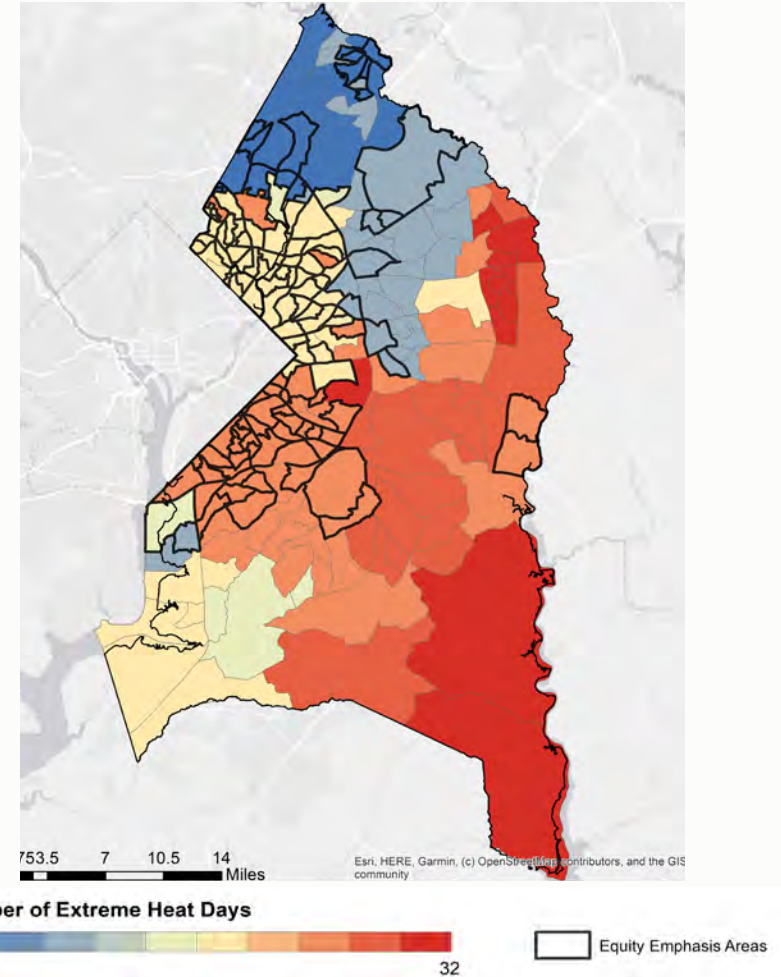 753.5 7 10.5 14
Miles
Esri, HERE, Garmin, (c) OpenStreetMap contributors, and the GIS
community
er of Extreme Heat Days
32
Equity Emphasis Areas